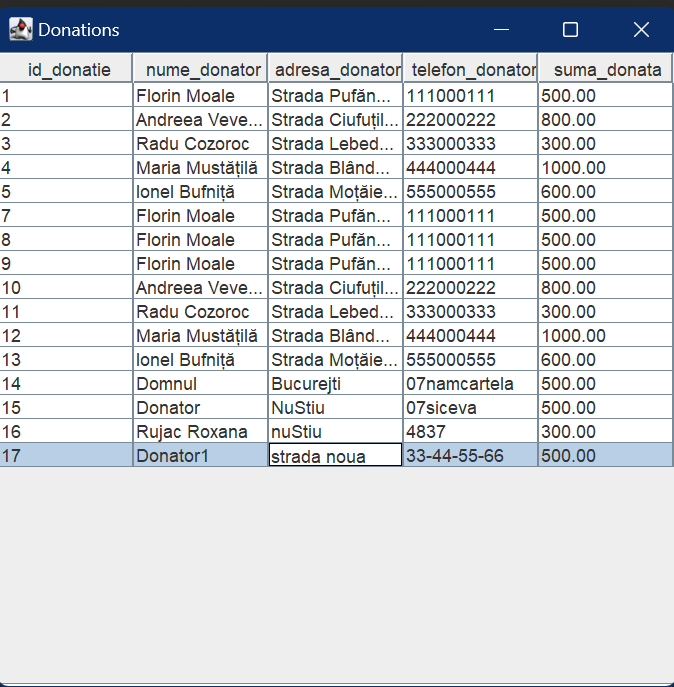 Donations
id_donatie nume_donator adresa_donator telefon_donator suma_donata
1 Florin Moale Strada Pufăn... 111000111 500.00
2 Andreea Veve... Strada Ciufuțil... 222000222 800.00
3 Radu Cozoroc Strada Lebed... 333000333 300.00
4 Maria Mustățilă Strada Blând... 444000444 1000.00
5 Ionel Bufniță Strada Moțăie... 555000555 600.00
7 Florin Moale Strada Pufăn... 111000111 500.00
8 Florin Moale Strada Pufăn... 111000111 500.00
9 Florin Moale Strada Pufăn... 111000111 500.00
10 Andreea Veve... Strada Ciufuțil... 222000222 800.00
11 Radu Cozoroc Strada Lebed... 333000333 300.00
12 Maria Mustățilă Strada Blând... 444000444 1000.00
13 Ionel Bufniță Strada Moțăie... 555000555 600.00
14 Domnul Bucurejti 07namcartela 500.00
15 Donator NuStiu 07siceva 500.00
16 Rujac Roxana nuStiu 4837 300.00
17 Donator1 strada noua 33-44-55-66 500.00